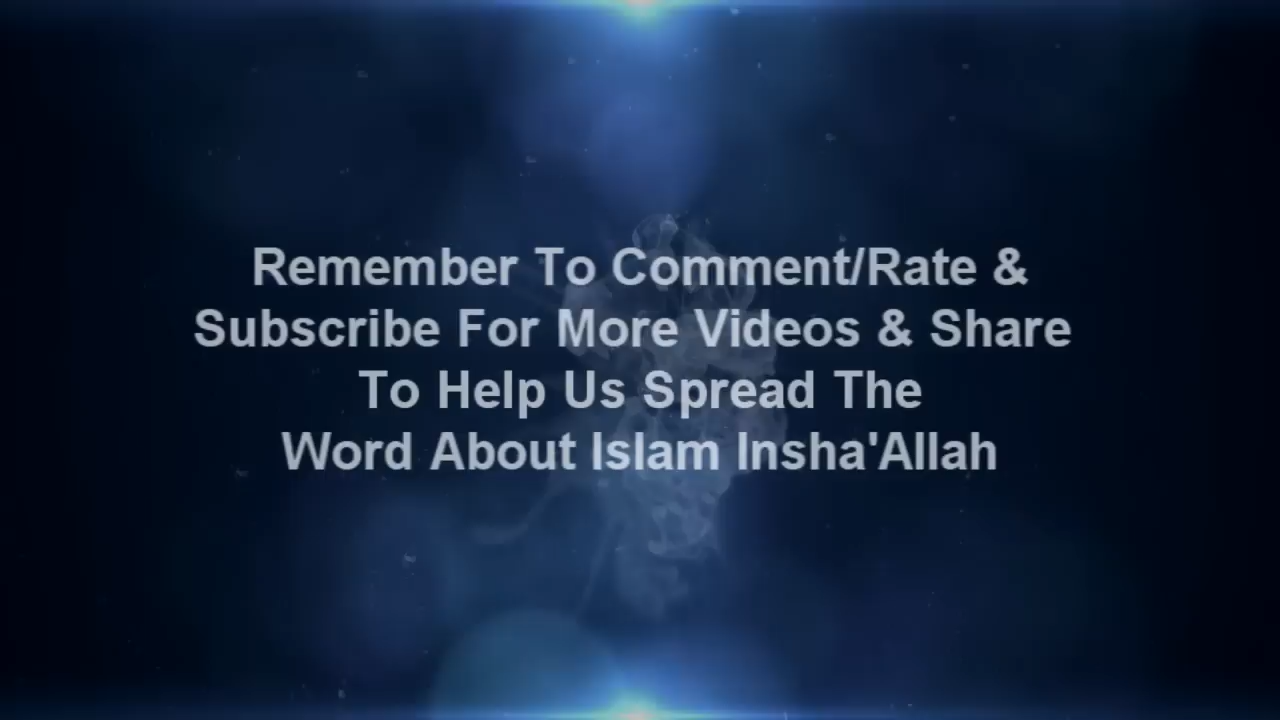 Remember To Comment/Rate &
Subscribe For More Videos & Share
To Help Us Spread The
Word About Islam Insha'Allah